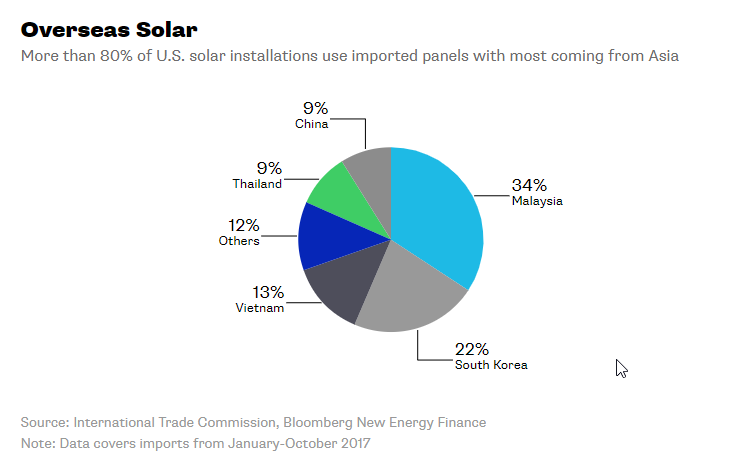 Overseas Solar
More than 80% of U.S. solar installations use imported panels with most coming from Asia
9%
China
9%
Thailand
34%
Malaysia
12%
Others
13%
Vietnam
22%
South Korea
Source: International Trade Commission, Bloomberg New Energy Finance
Note: Data covers imports from January-October 2017